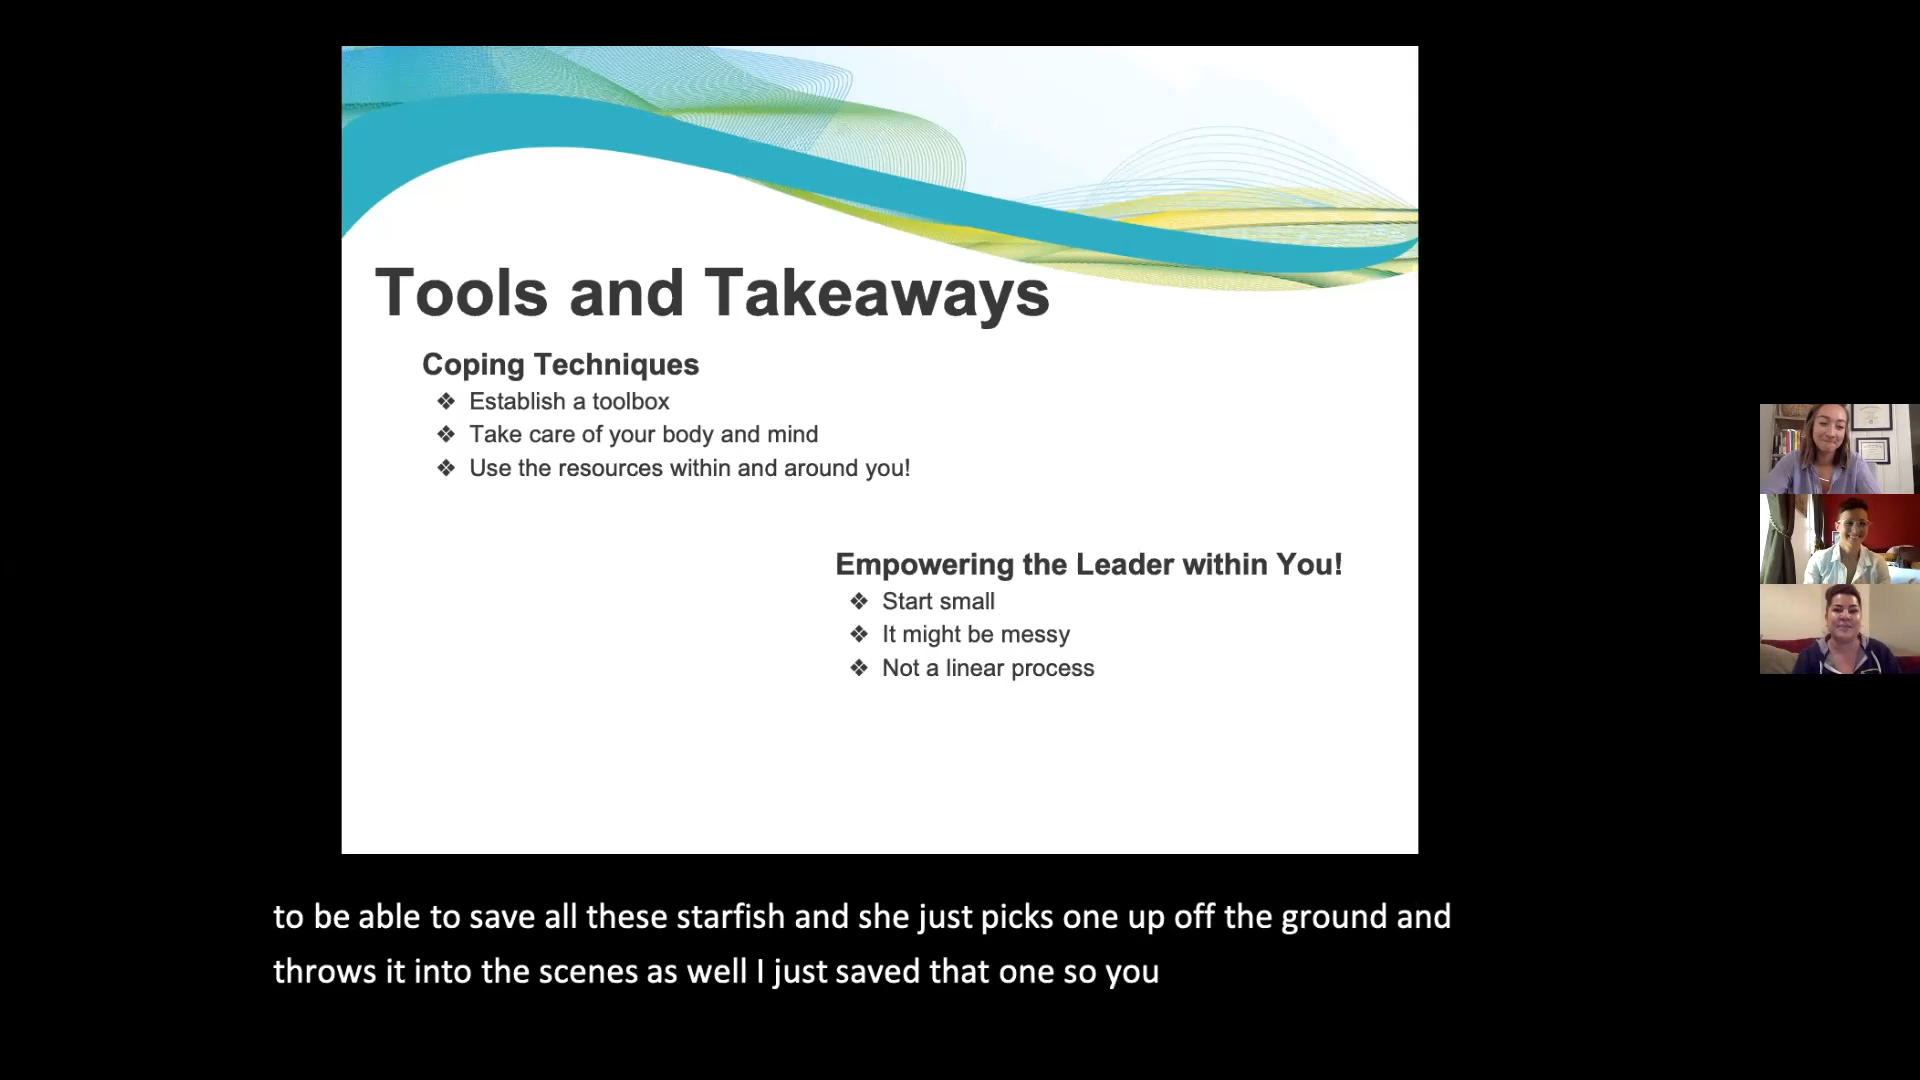 Tools and Takeaways
Coping Techniques
❖ Establish a toolbox
❖ Take care of your body and mind
❖ Use the resources within and around you!
Empowering the Leader within You!
❖ Start small
❖ It might be messy
❖ Not a linear process
to be able to save all these starfish and she just picks one up off the ground and
throws it into the scenes as well I just saved that one so you